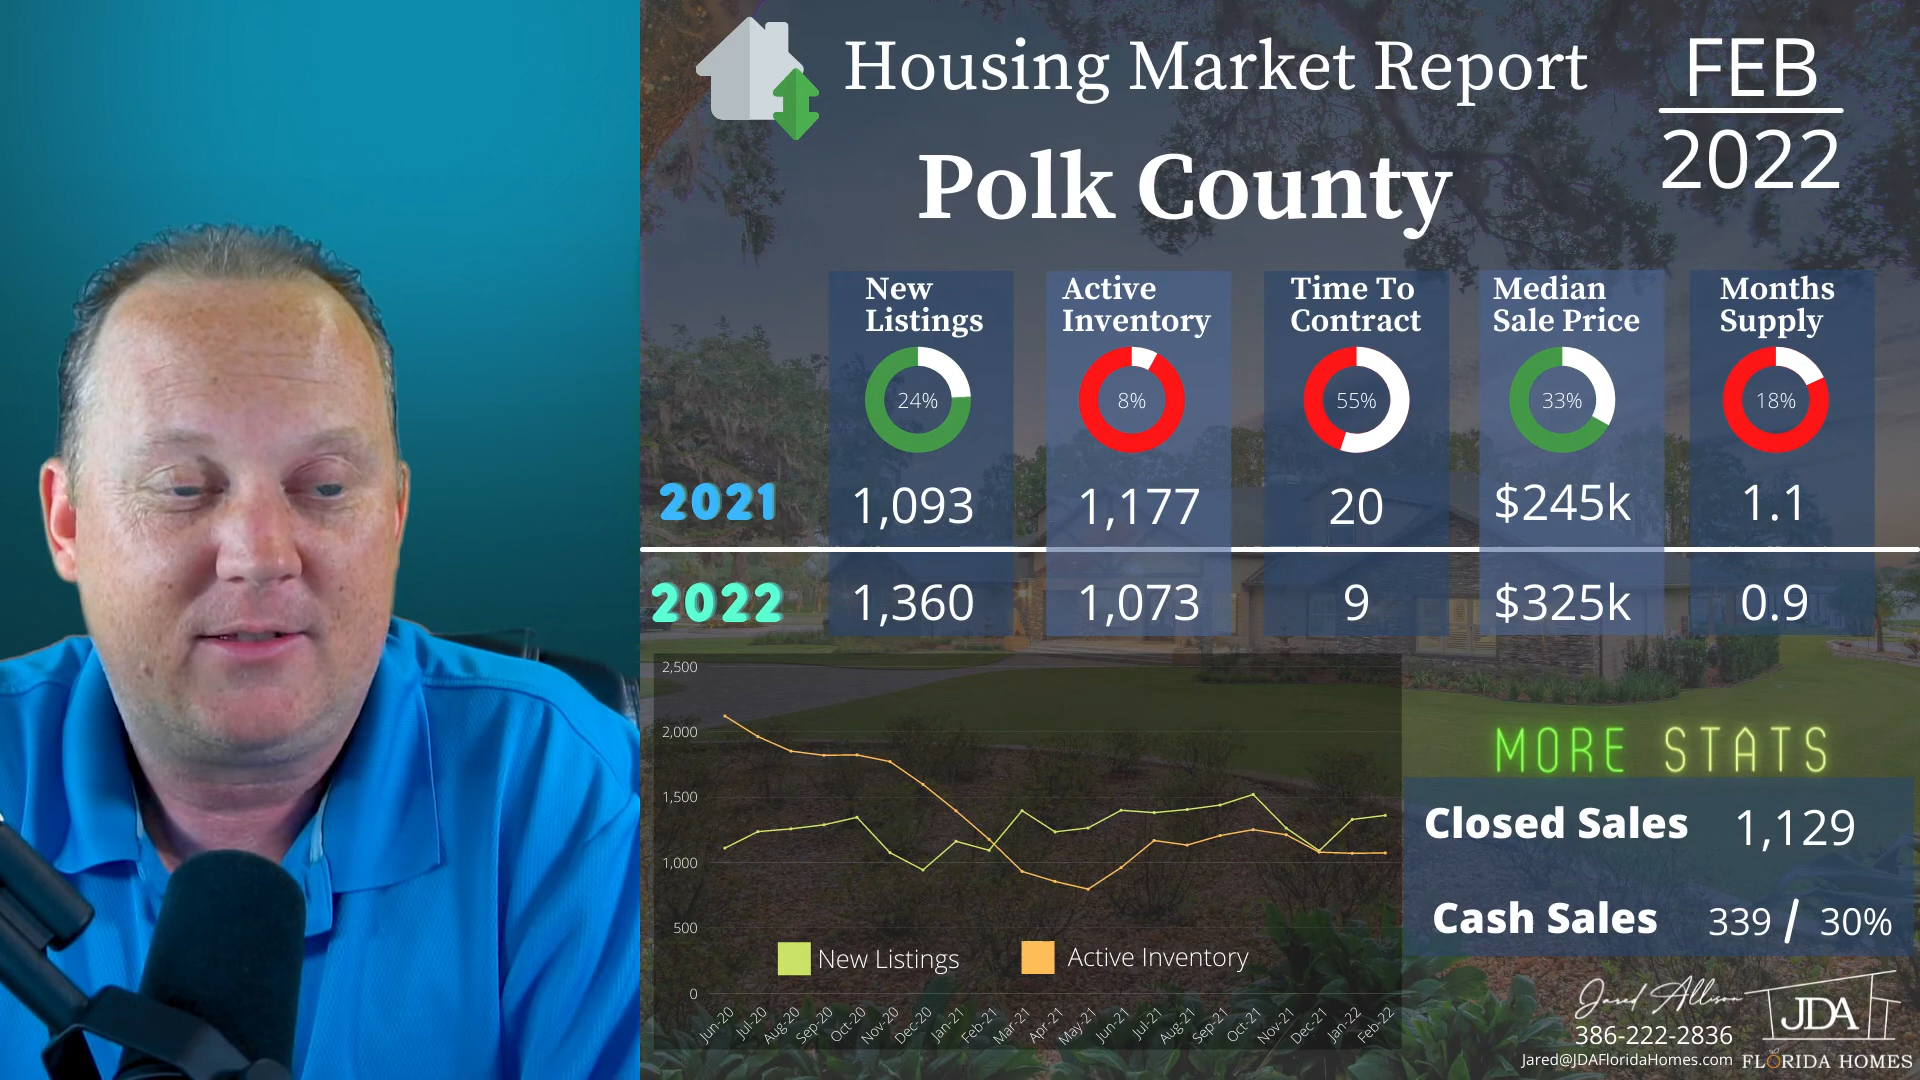 Housing Market Report
FEB
2022
Polk County
New
Listings
Active
Inventory
Time To
Contract
Median
Sale Price
Months
Supply
24%
8%
55%
33%
18%
2021
1,093
1,177
20
$245k
1.1
2022
1,360
1,073
9
$325k
0.9
2,500
2,000
1,500
1,000
500
0
New Listings
Active Inventory
Jun-20
Jul-20
Aug-20
Sep-20
Oct-20
Nov-20
Dec-20
Jan-21
Feb-21
Mar-21
Apr-21
May-21
Jun-21
Jul-21
Aug-21
Sep-21
Oct-21
Nov-21
Dec-21
Jan-22
Feb-22
MORE STATS
Closed Sales 1,129
Cash Sales 339 / 30%
Jared Allison
386-222-2836
Jared@JDAFloridaHomes.com
JDA
FLORIDA HOMES